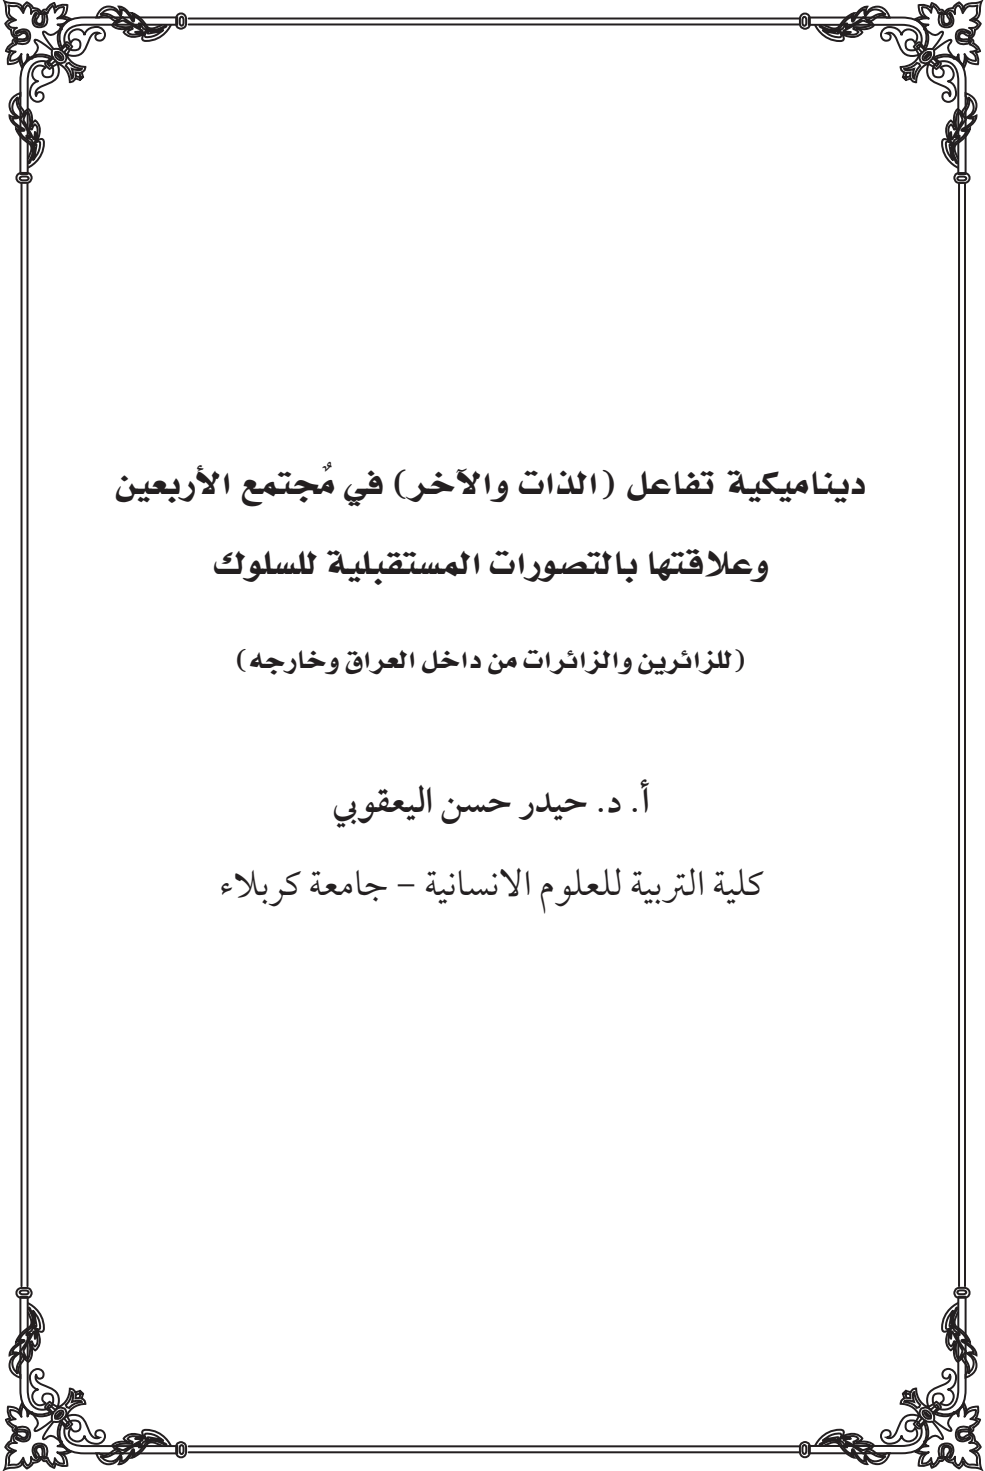 ديناميكية تفاعل (الذات والآخر) في مٌجتمع الأربعين
وعلاقتها بالتصورات المستقبلية للسلوك
(للزائرين والزائرات من داخل العراق وخارجه)
أ. د. حيدر حسن اليعقوبي
كلية التربية للعلوم الانسانية – جامعة كربلاء